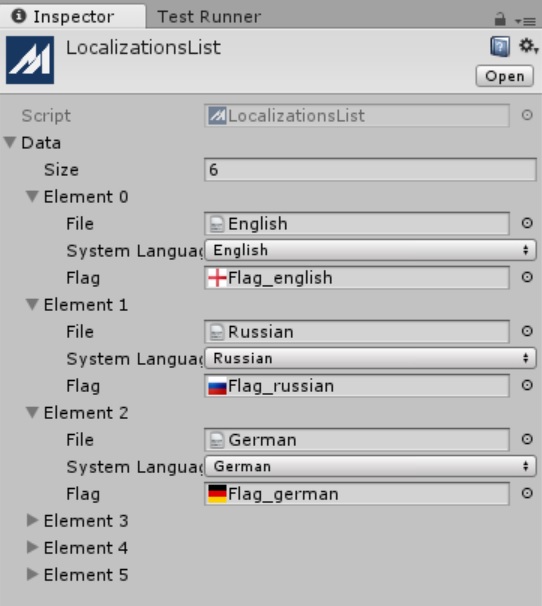 Inspector Test Runner
LocalizationsList
Open
Script LocalizationsList
Data
Size 6
Element 0
File English
System Languag English
Flag Flag_english
Element 1
File Russian
System Languag Russian
Flag Flag_russian
Element 2
File German
System Languag German
Flag Flag_german
Element 3
Element 4
Element 5